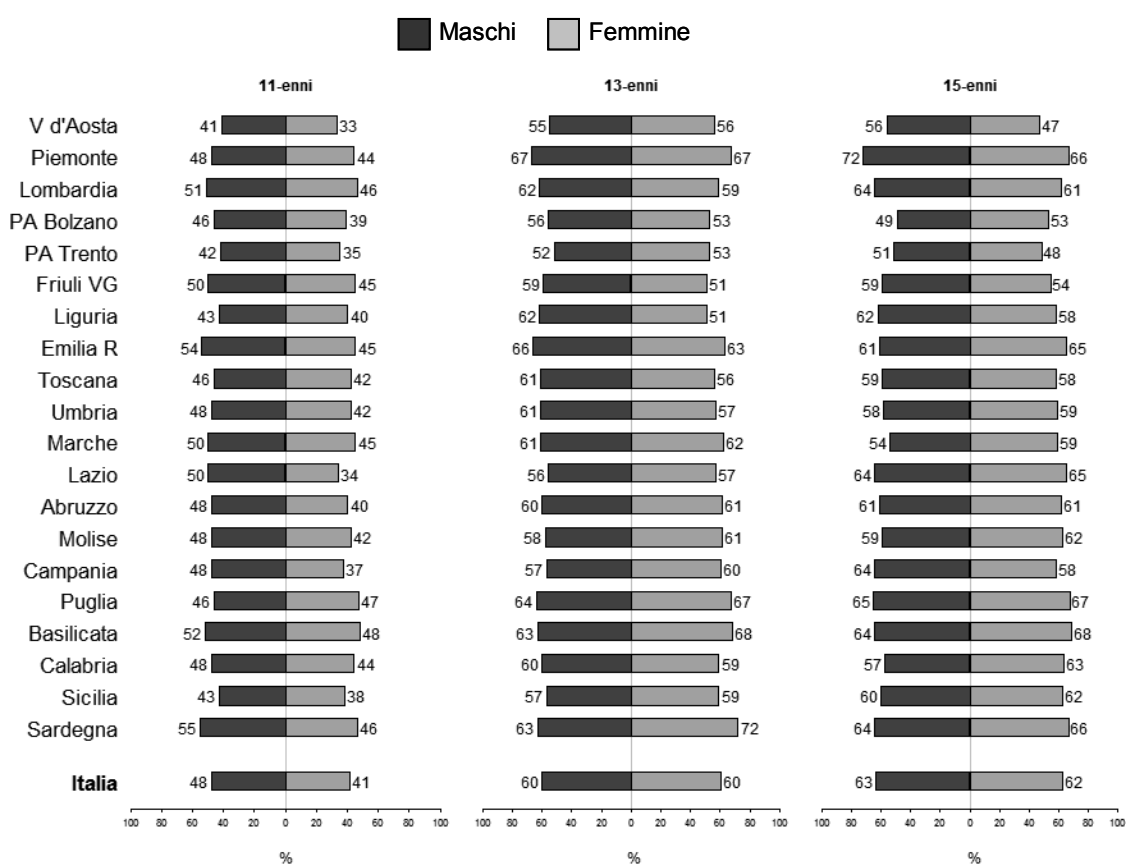 Maschi Femmine
11-enni 13-enni 15-enni
V d'Aosta 41 33 55 56 56 47
Piemonte 48 44 67 67 72 66
Lombardia 51 46 62 59 64 61
PA Bolzano 46 39 56 53 49 53
PA Trento 42 35 52 53 51 48
Friuli VG 50 45 59 51 59 54
Liguria 43 40 62 51 62 58
Emilia R 54 45 66 63 61 65
Toscana 46 42 61 56 59 58
Umbria 48 42 61 57 58 59
Marche 50 45 61 62 54 59
Lazio 50 34 56 57 64 65
Abruzzo 48 40 60 61 61 61
Molise 48 42 58 61 59 62
Campania 48 37 57 60 64 58
Puglia 46 47 64 67 65 67
Basilicata 52 48 63 68 64 68
Calabria 48 44 60 59 57 63
Sicilia 43 38 57 59 60 62
Sardegna 55 46 63 72 64 66
Italia 48 41 60 60 63 62
100 80 60 40 20 0 20 40 60 80 100 100 80 60 40 20 0 20 40 60 80 100 100 80 60 40 20 0 20 40 60 80 100
% % %